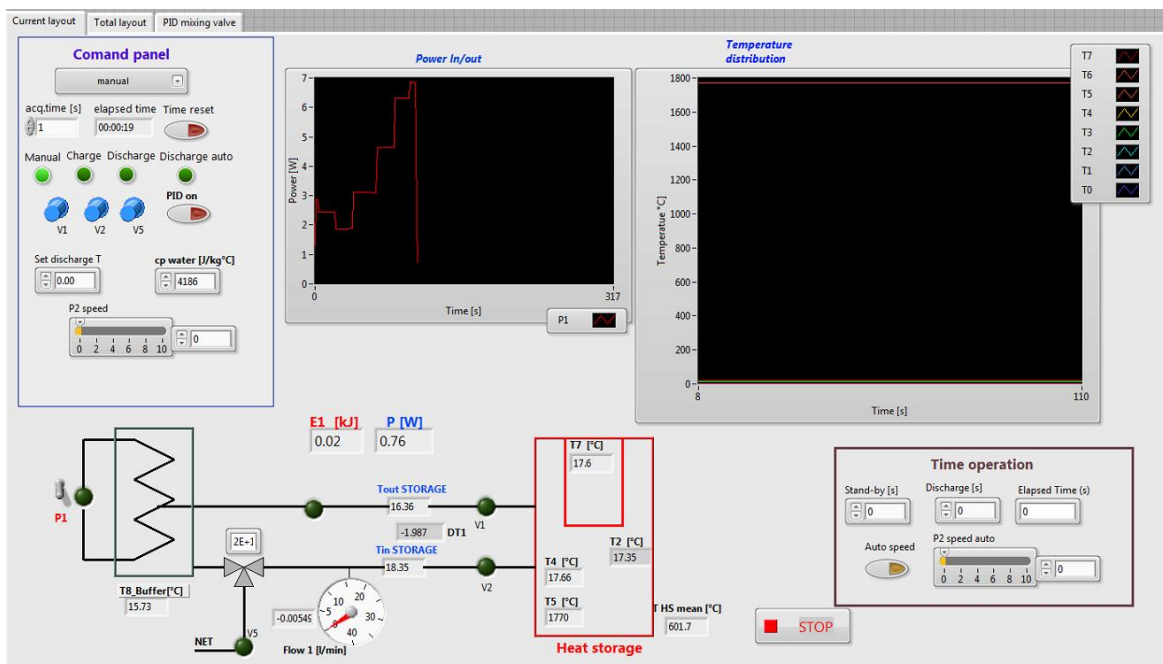 Current layout
Total layout
PID mixing valve
Comand panel
manual
acq.time [s]
elapsed time
Time reset
1
00:00:19
Manual
Charge
Discharge
Discharge auto
PID on
V1
V2
V5
Set discharge T
cp water [J/kg°C]
0.00
4186
P2 speed
0 2 4 6 8 10
0
Power In/out
Power [W]
7
6
5
4
3
2
1
0
0
317
Time [s]
P1
Temperature
distribution
Temperatue °C]
1800
1600
1400
1200
1000
800
600
400
200
0
8
110
Time [s]
T7
T6
T5
T4
T3
T2
T1
T0
E1 [kJ]
P [W]
0.02
0.76
P1
T8_Buffer[°C]
15.73
Tout STORAGE
16.36
-1.987
DT1
Tin STORAGE
18.35
V1
V2
NET
V5
-0.00549
~5
10
20
30
40
Flow 1 [l/min]
T7 [°C]
17.6
T2 [°C]
17.35
T4 [°C]
17.66
T5 [°C]
1770
Heat storage
T HS mean [°C]
601.7
STOP
Time operation
Stand-by [s]
Discharge [s]
Elapsed Time (s)
0
0
0
Auto speed
P2 speed auto
0 2 4 6 8 10
0